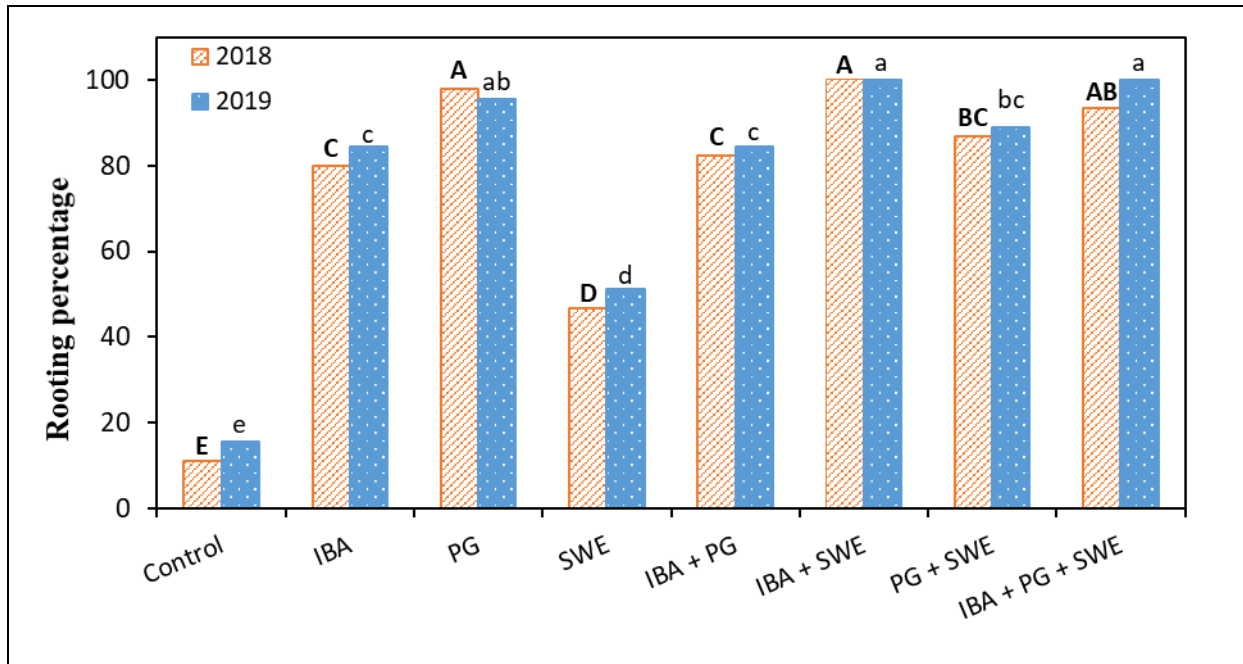 2018
2019
Rooting percentage
100
80
60
40
20
0
E
e
C
c
A
ab
D
d
C
c
A
a
BC
bc
AB
a
Control
IBA
PG
SWE
IBA + PG
IBA + SWE
PG + SWE
IBA + PG + SWE